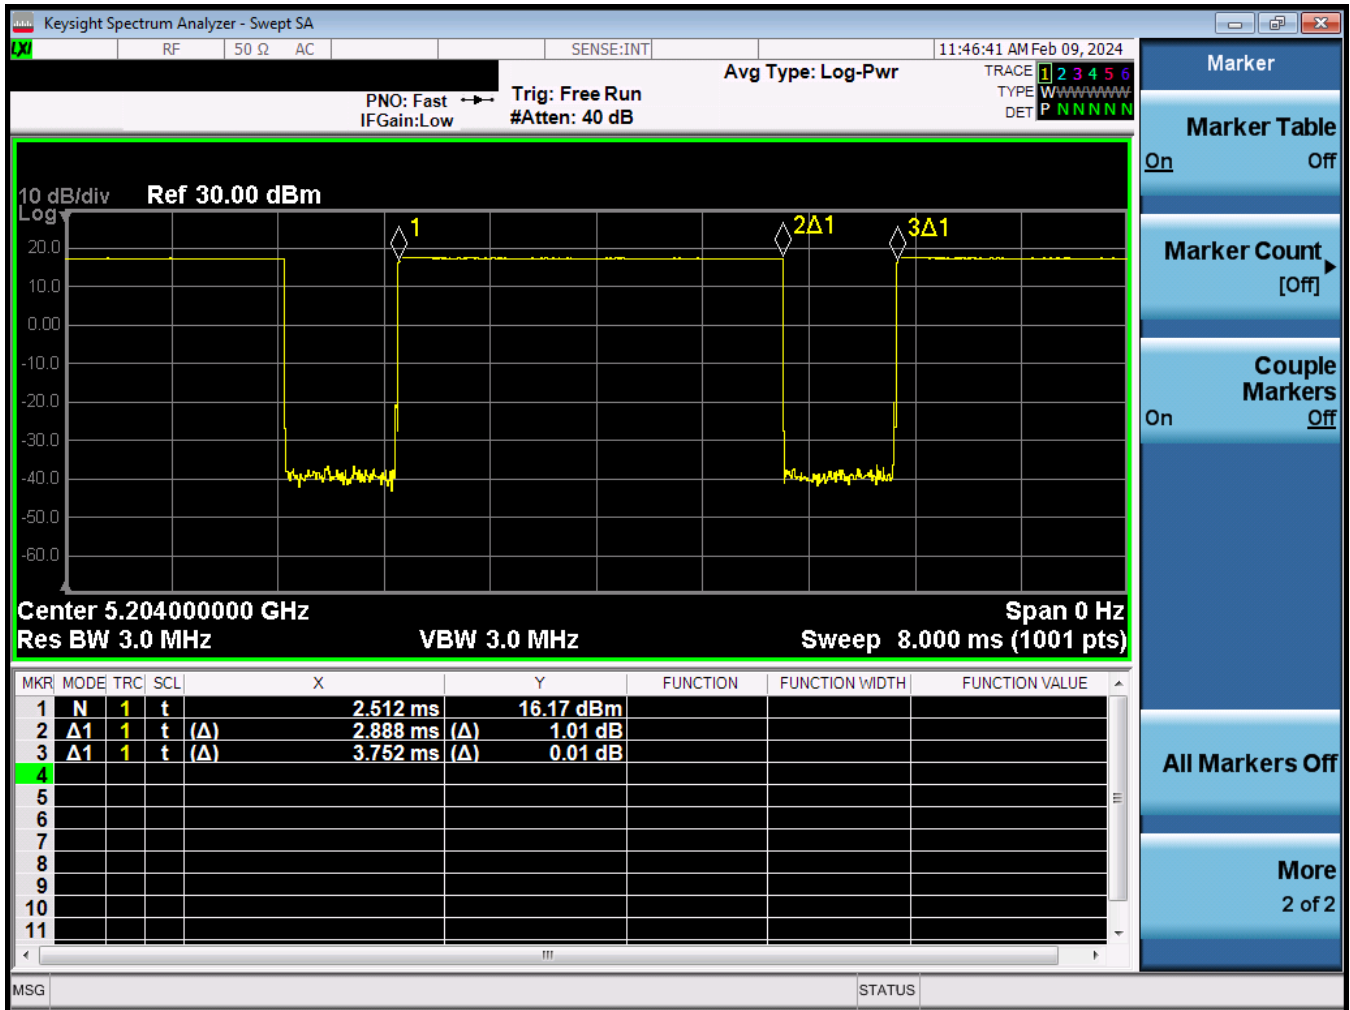 Keysight Spectrum Analyzer - Swept SA
LXI RF 50 Ω AC SENSE:INT 11:46:41 AM Feb 09, 2024
Avg Type: Log-Pwr
TRACE 1 2 3 4 5 6
TYPE WWWWWWW
DET P N N N N N
PNO: Fast
IFGain:Low
Trig: Free Run
#Atten: 40 dB
10 dB/div Ref 30.00 dBm
Log
1
2Δ1
3Δ1
20.0
10.0
0.00
-10.0
-20.0
-30.0
-40.0
-50.0
-60.0
Center 5.204000000 GHz Span 0 Hz
Res BW 3.0 MHz VBW 3.0 MHz Sweep 8.000 ms (1001 pts)
MKR MODE TRC SCL X Y FUNCTION FUNCTION WIDTH FUNCTION VALUE
1 N 1 t 2.512 ms 16.17 dBm
2 Δ1 1 t (Δ) 2.888 ms (Δ) 1.01 dB
3 Δ1 1 t (Δ) 3.752 ms (Δ) 0.01 dB
4
5
6
7
8
9
10
11
MSG STATUS
Marker
Marker Table
On Off
Marker Count
[Off]
Couple
Markers
On Off
All Markers Off
More
2 of 2